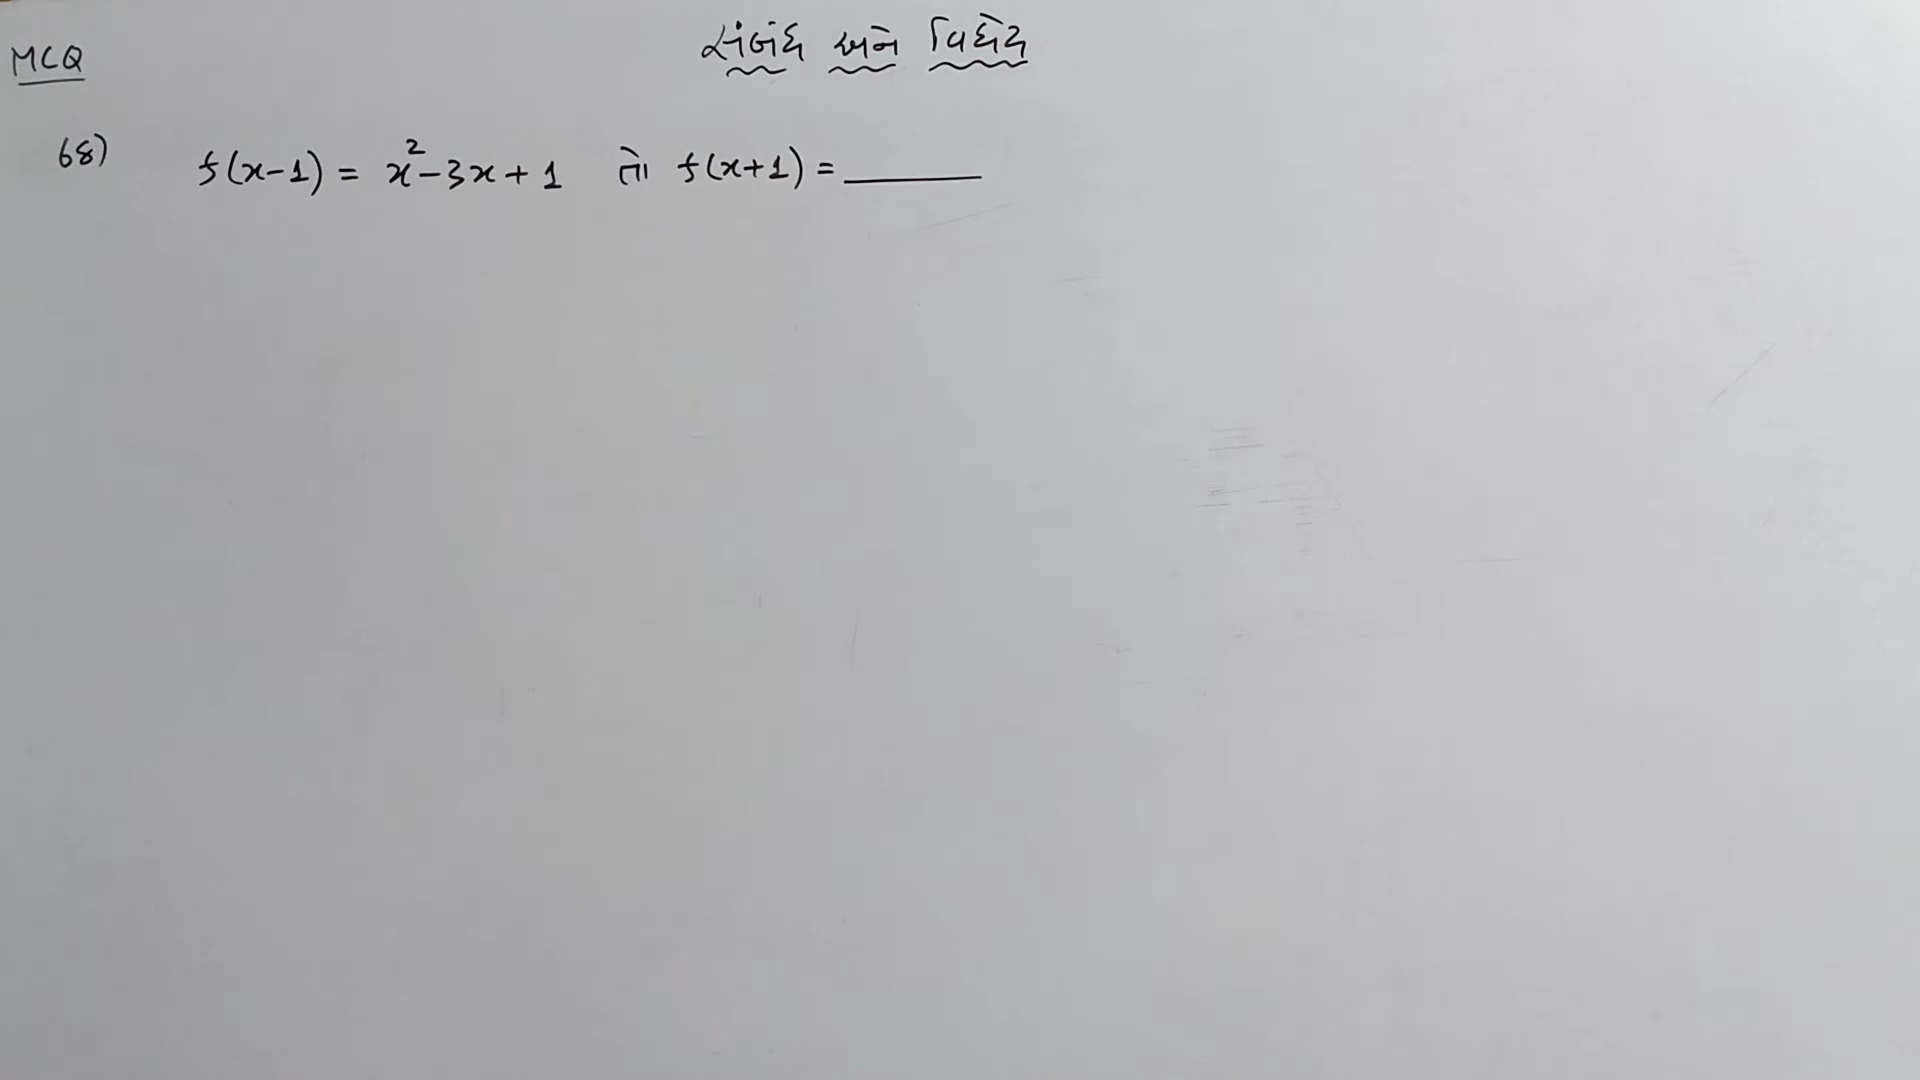 MCQ
સંબંધ અને વિધેય
68) f(x-1) = x²-3x+1 તો f(x+1) = ______